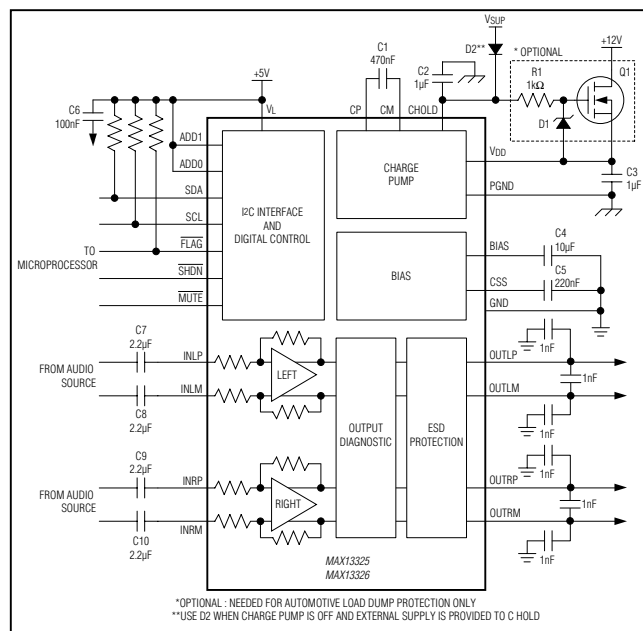 VSUP
D2**
* OPTIONAL
+12V
C1
470nF
C2
1µF
R1
1kΩ
Q1
D1
+5V
C6
100nF
VL
CP
CM
CHOLD
ADD1
ADD0
SDA
SCL
FLAG
SHDN
MUTE
TO
MICROPROCESSOR
I2C INTERFACE
AND
DIGITAL CONTROL
CHARGE
PUMP
VDD
PGND
C3
1µF
BIAS
BIAS
CSS
GND
C4
10µF
C5
220nF
C7
2.2µF
FROM AUDIO
SOURCE
INLP
INLM
C8
2.2µF
LEFT
C9
2.2µF
FROM AUDIO
SOURCE
INRP
INRM
C10
2.2µF
RIGHT
OUTPUT
DIAGNOSTIC
ESD
PROTECTION
1nF
OUTLP
1nF
OUTLM
1nF
1nF
OUTRP
1nF
OUTRM
1nF
MAX13325
MAX13326
*OPTIONAL : NEEDED FOR AUTOMOTIVE LOAD DUMP PROTECTION ONLY
**USE D2 WHEN CHARGE PUMP IS OFF AND EXTERNAL SUPPLY IS PROVIDED TO C HOLD